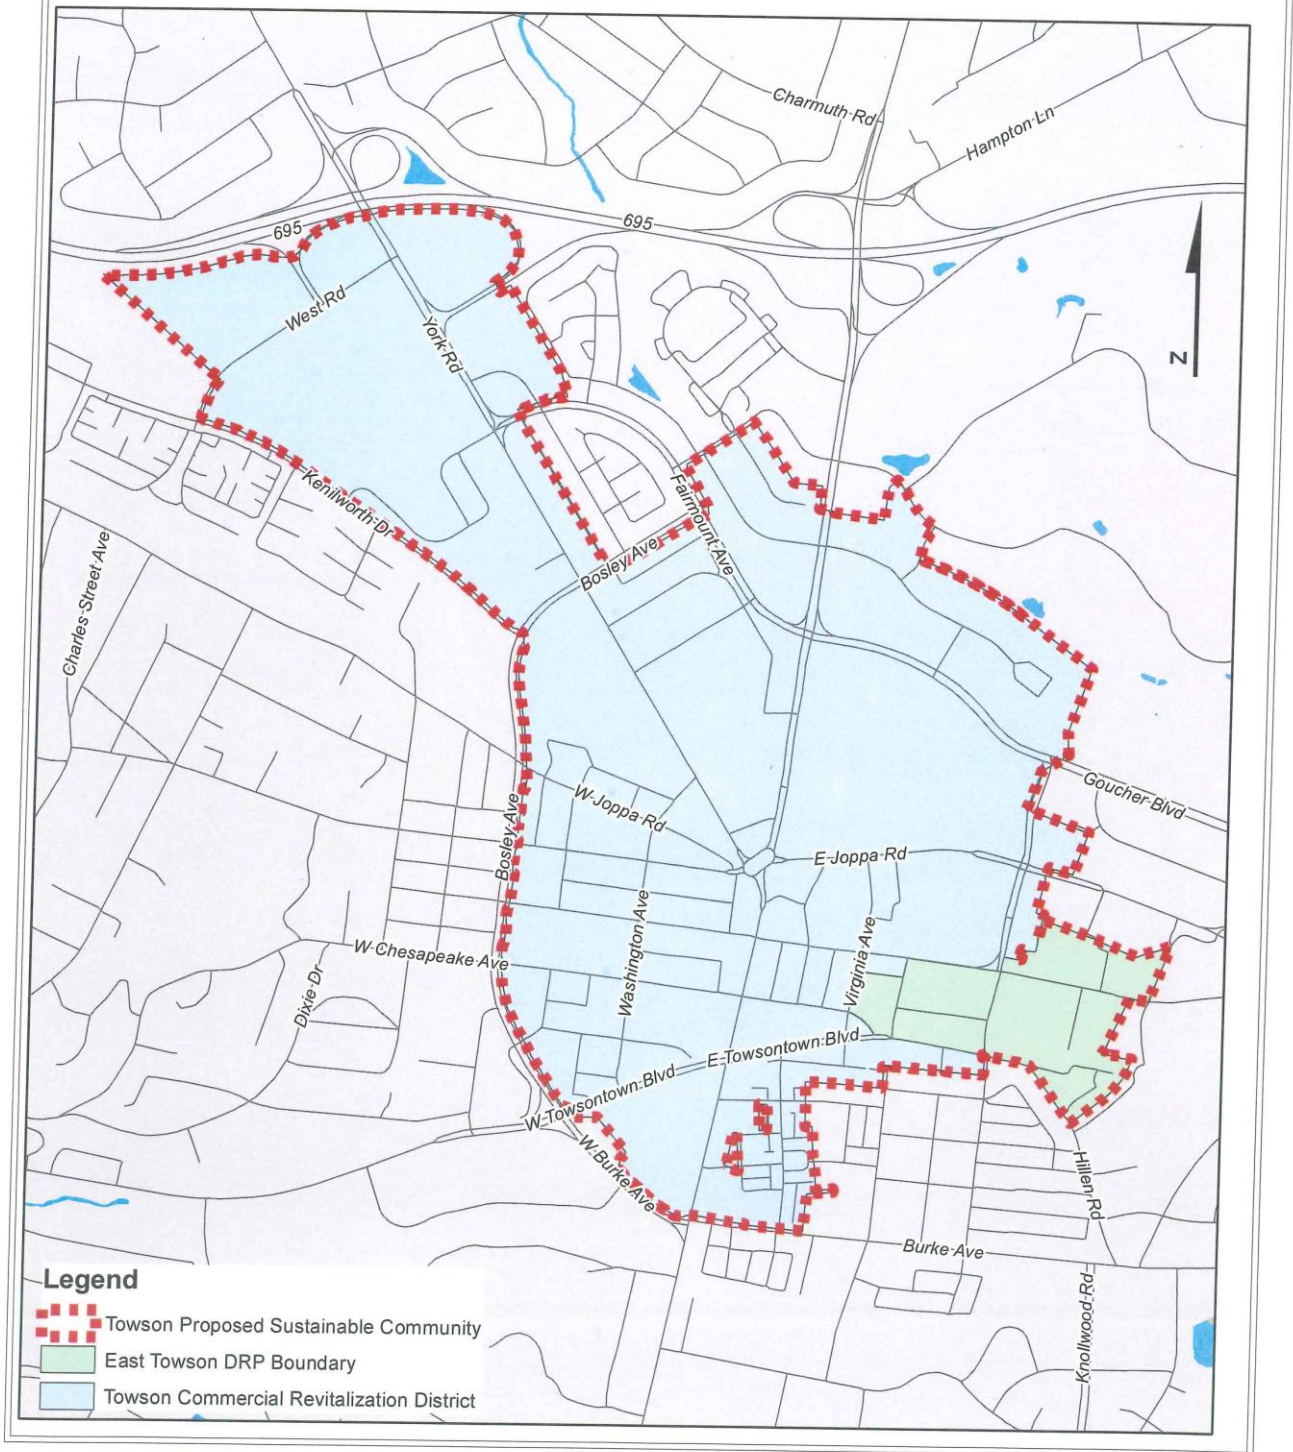 Charmuth Rd
Hampton Ln
695
695
West Rd
York Rd
N
Kenilworth Dr
Fairmount Ave
Bosley Ave
Charles Street Ave
Goucher Blvd
W Joppa Rd
Bosley Ave
E Joppa Rd
Washington Ave
Virginia Ave
W Chesapeake Ave
Dixie Dr
E Towsontown Blvd
W Towsontown Blvd
W Burke Ave
Hillen Rd
Burke Ave
Knollwood Rd
Legend
Towson Proposed Sustainable Community
East Towson DRP Boundary
Towson Commercial Revitalization District